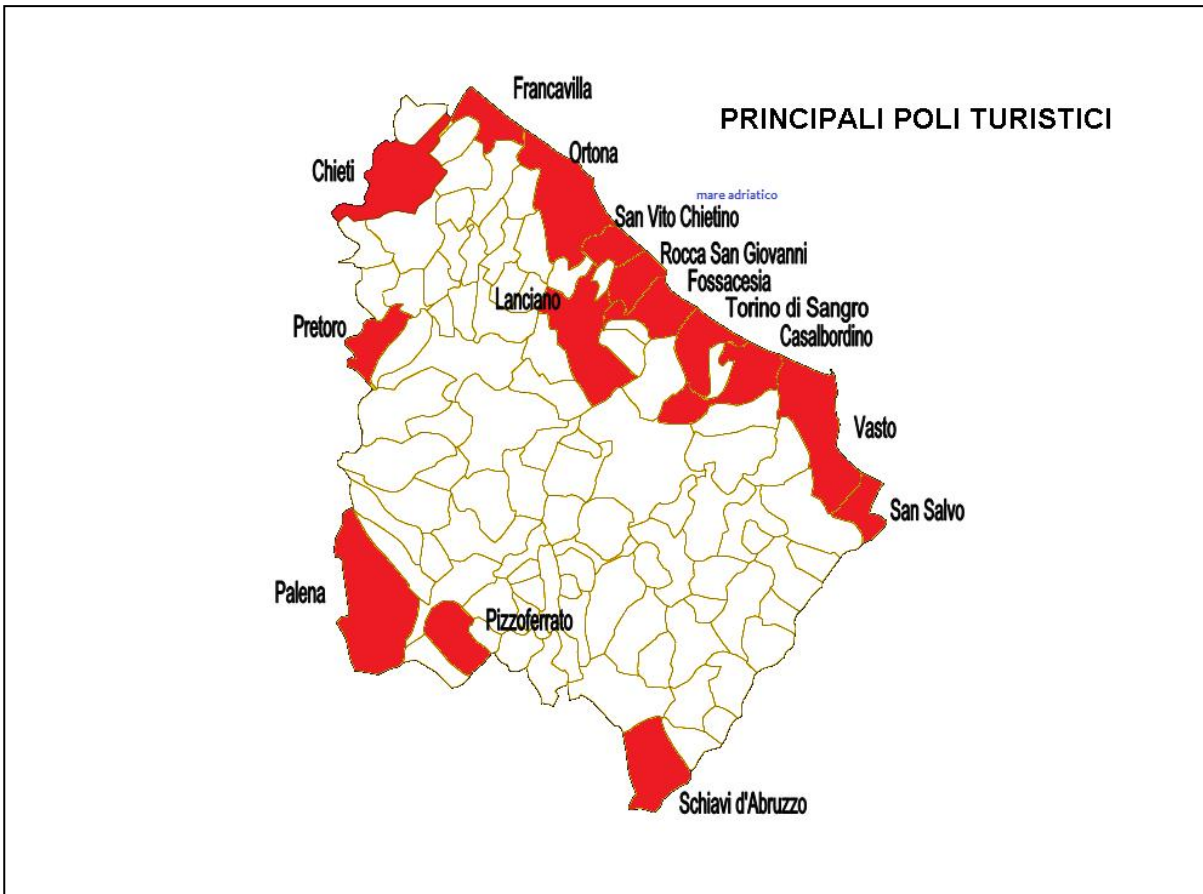 Francavilla
PRINCIPALI POLI TURISTICI
Ortona
Chieti
mare adriatico
San Vito Chietino
Rocca San Giovanni
Fossacesia
Lanciano
Torino di Sangro
Pretoro
Casalbordino
Vasto
San Salvo
Palena
Pizzoferrato
Schiavi d'Abruzzo